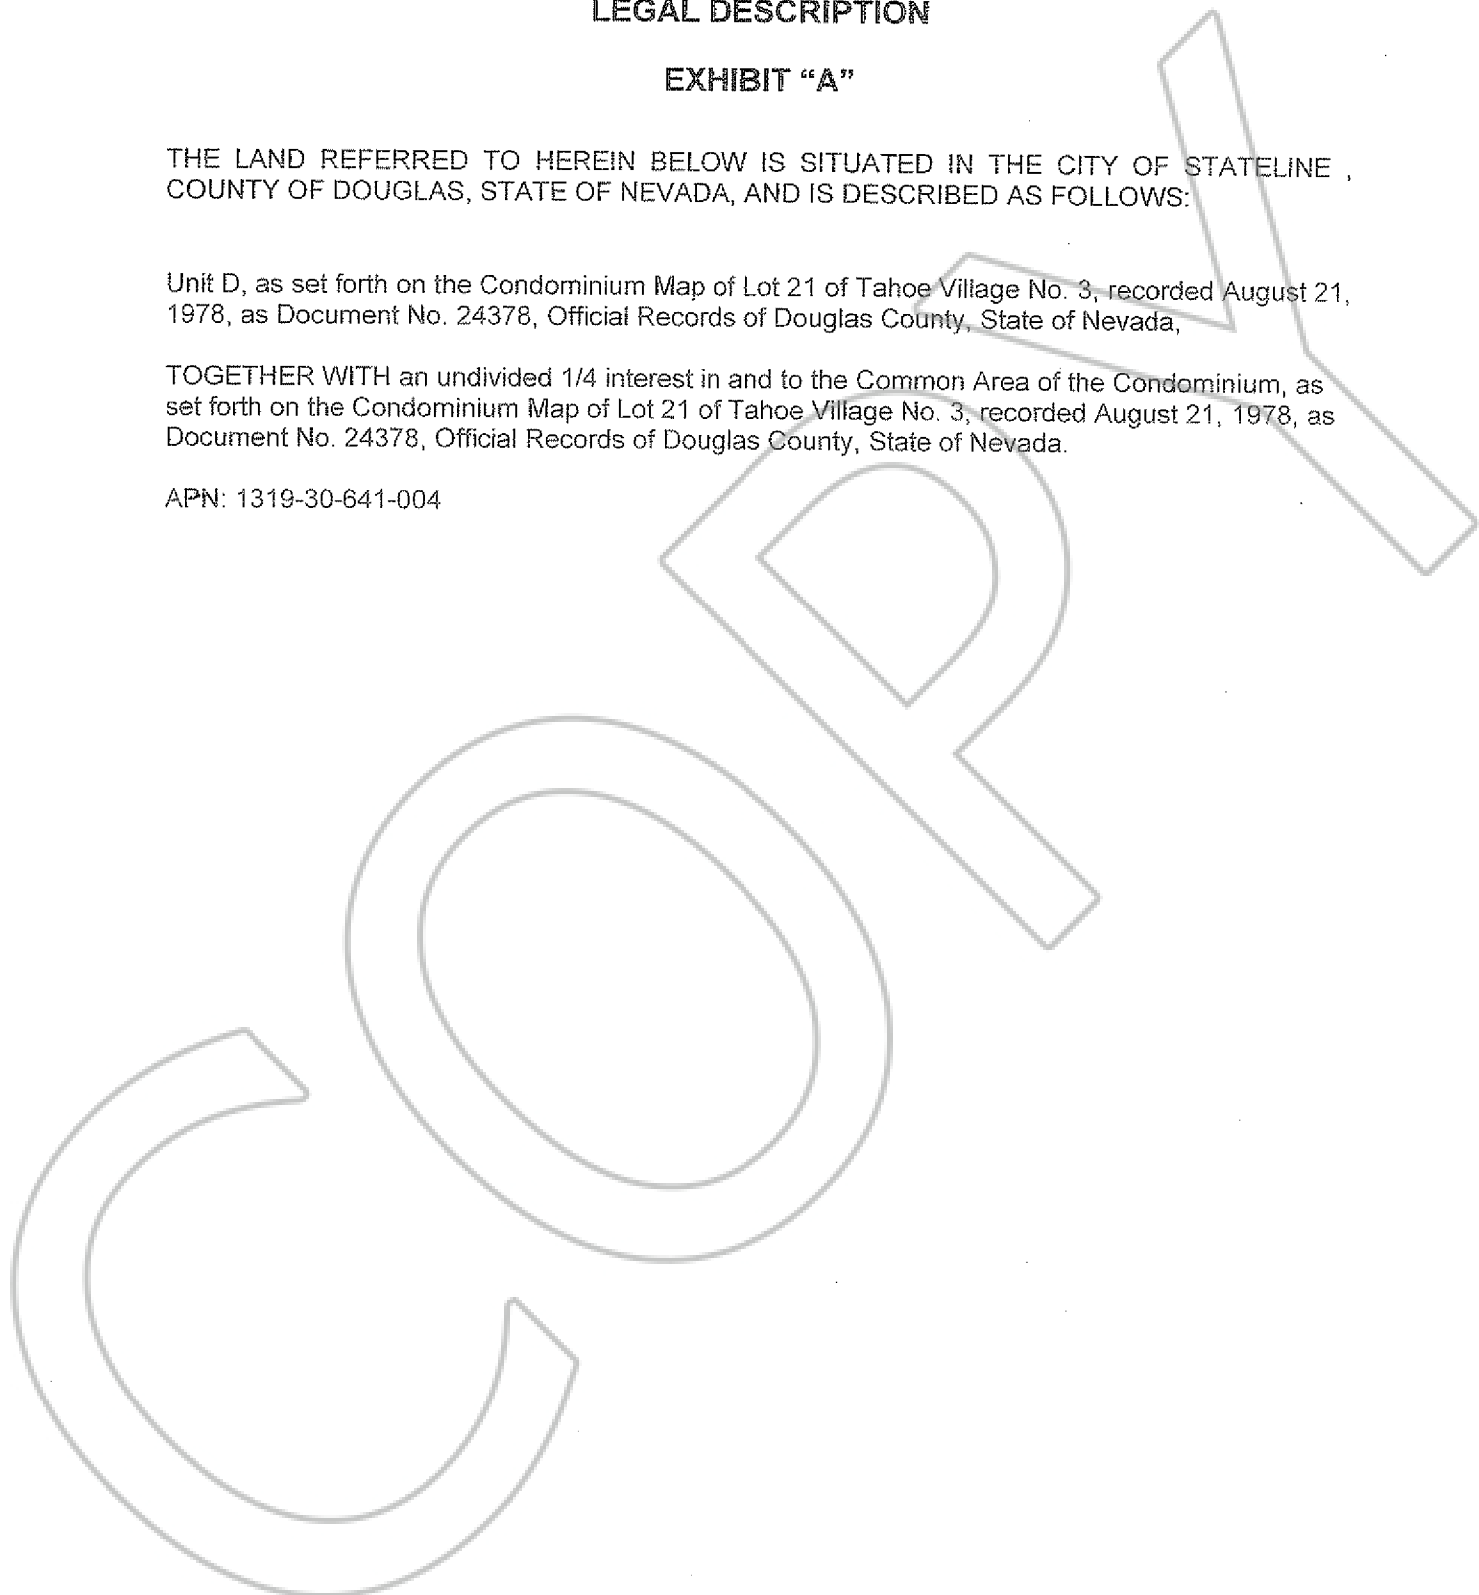 LEGAL DESCRIPTION
EXHIBIT “A”
THE LAND REFERRED TO HEREIN BELOW IS SITUATED IN THE CITY OF STATELINE ,
COUNTY OF DOUGLAS, STATE OF NEVADA, AND IS DESCRIBED AS FOLLOWS:
Unit D, as set forth on the Condominium Map of Lot 21 of Tahoe Village No. 3, recorded August 21,
1978, as Document No. 24378, Official Records of Douglas County, State of Nevada,
TOGETHER WITH an undivided 1/4 interest in and to the Common Area of the Condominium, as
set forth on the Condominium Map of Lot 21 of Tahoe Village No. 3, recorded August 21, 1978, as
Document No. 24378, Official Records of Douglas County, State of Nevada.
APN: 1319-30-641-004
COPY